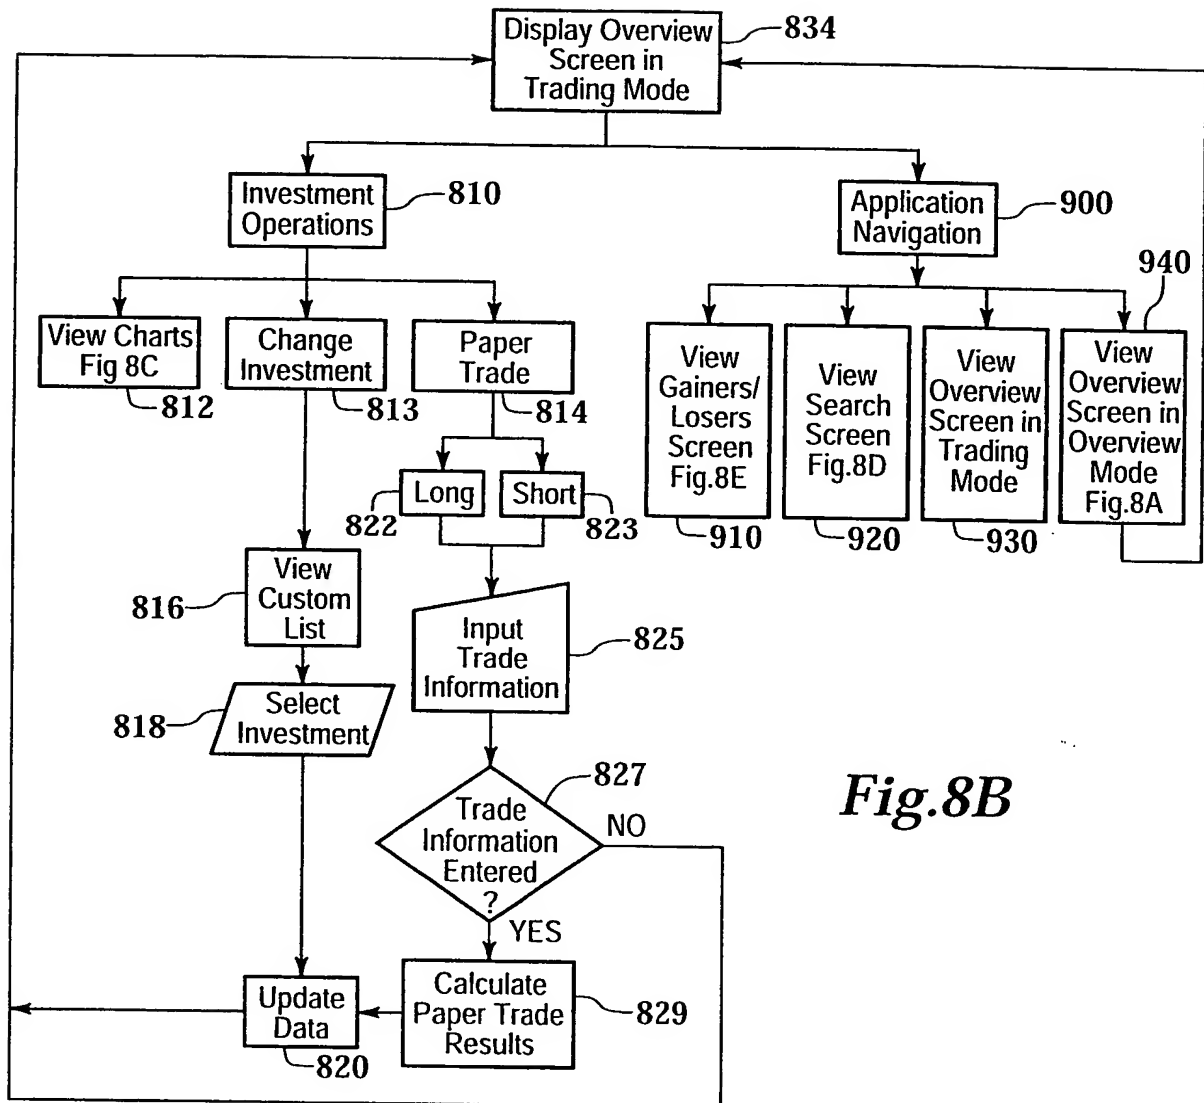 Display Overview
Screen in
Trading Mode
834
Investment
Operations
810
Application
Navigation
900
940
View Charts
Fig 8C
812
Change
Investment
813
Paper
Trade
814
View
Gainers/
Losers
Screen
Fig.8E
910
View
Search
Screen
Fig.8D
920
View
Overview
Screen in
Trading
Mode
930
View
Overview
Screen in
Overview
Mode
Fig.8A
Long
822
Short
823
View
Custom
List
816
Input
Trade
Information
825
Select
Investment
818
Trade
Information
Entered
?
827
NO
YES
Fig.8B
Update
Data
820
Calculate
Paper Trade
Results
829